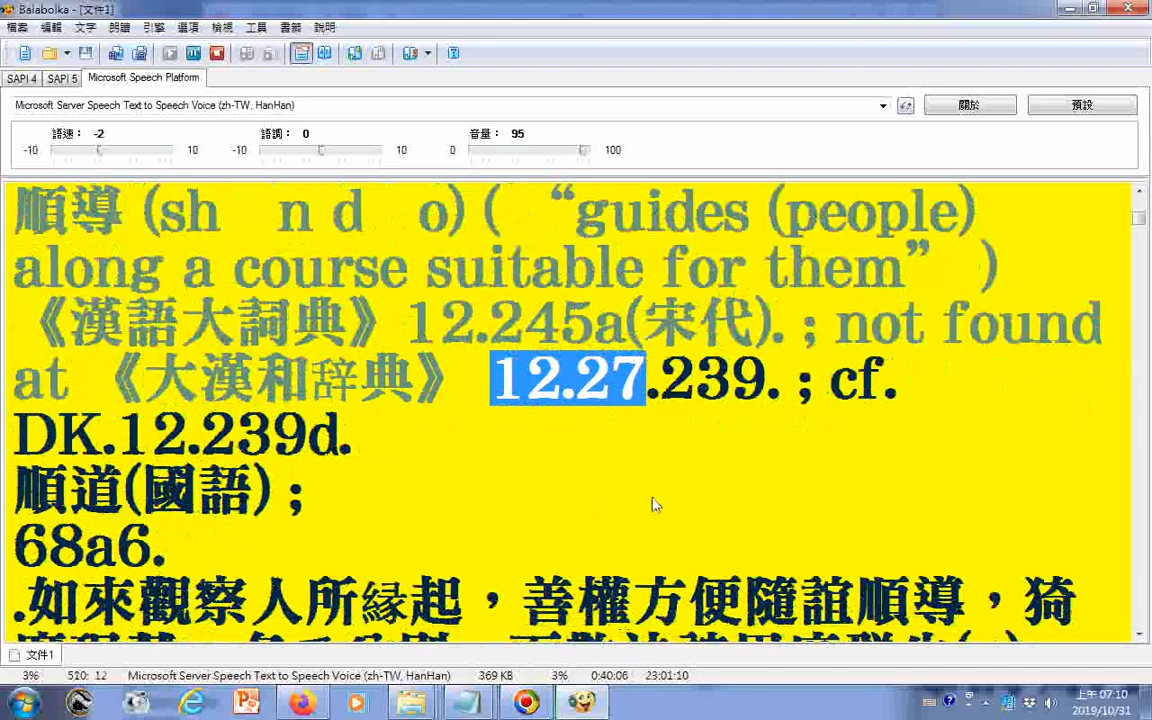 Balabolka - [文件1]
檔案 編輯 文字 朗讀 引擎 選項 檢視 工具 書籤 說明
SAPI 4 SAPI 5 Microsoft Speech Platform
Microsoft Server Speech Text to Speech Voice (zh-TW, HanHan) 關於 預設
語速： -2 語調： 0 音量： 95
-10 10 -10 10 0 100
順導 (sh n d o) ( “guides (people)
along a course suitable for them” )
《漢語大詞典》 12.245a(宋代). ; not found
at 《大漢和辞典》 12.27.239. ; cf.
DK.12.239d.
順道(國語) ;
68a6.
.如來觀察人所縁起，善權方便隨誼順導，猗
文件1
3% 510: 12 Microsoft Server Speech Text to Speech Voice (zh-TW, HanHan) 369 KB 3% 0:40:06 23:01:10
上午 07:10
2019/10/31